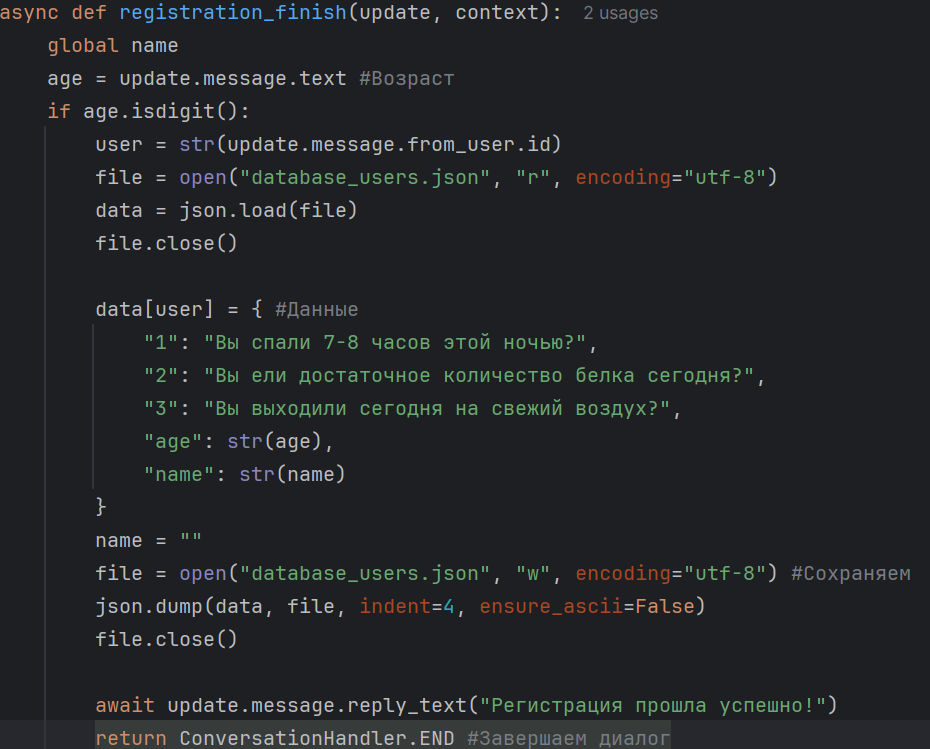 async def registration_finish(update, context):  2 usages
    global name
    age = update.message.text #Возраст
    if age.isdigit():
        user = str(update.message.from_user.id)
        file = open("database_users.json", "r", encoding="utf-8")
        data = json.load(file)
        file.close()

        data[user] = { #Данные
            "1": "Вы спали 7-8 часов этой ночью?",
            "2": "Вы ели достаточное количество белка сегодня?",
            "3": "Вы выходили сегодня на свежий воздух?",
            "age": str(age),
            "name": str(name)
        }
        name = ""
        file = open("database_users.json", "w", encoding="utf-8") #Сохраняем
        json.dump(data, file, indent=4, ensure_ascii=False)
        file.close()

        await update.message.reply_text("Регистрация прошла успешно!")
        return ConversationHandler.END #Завершаем диалог